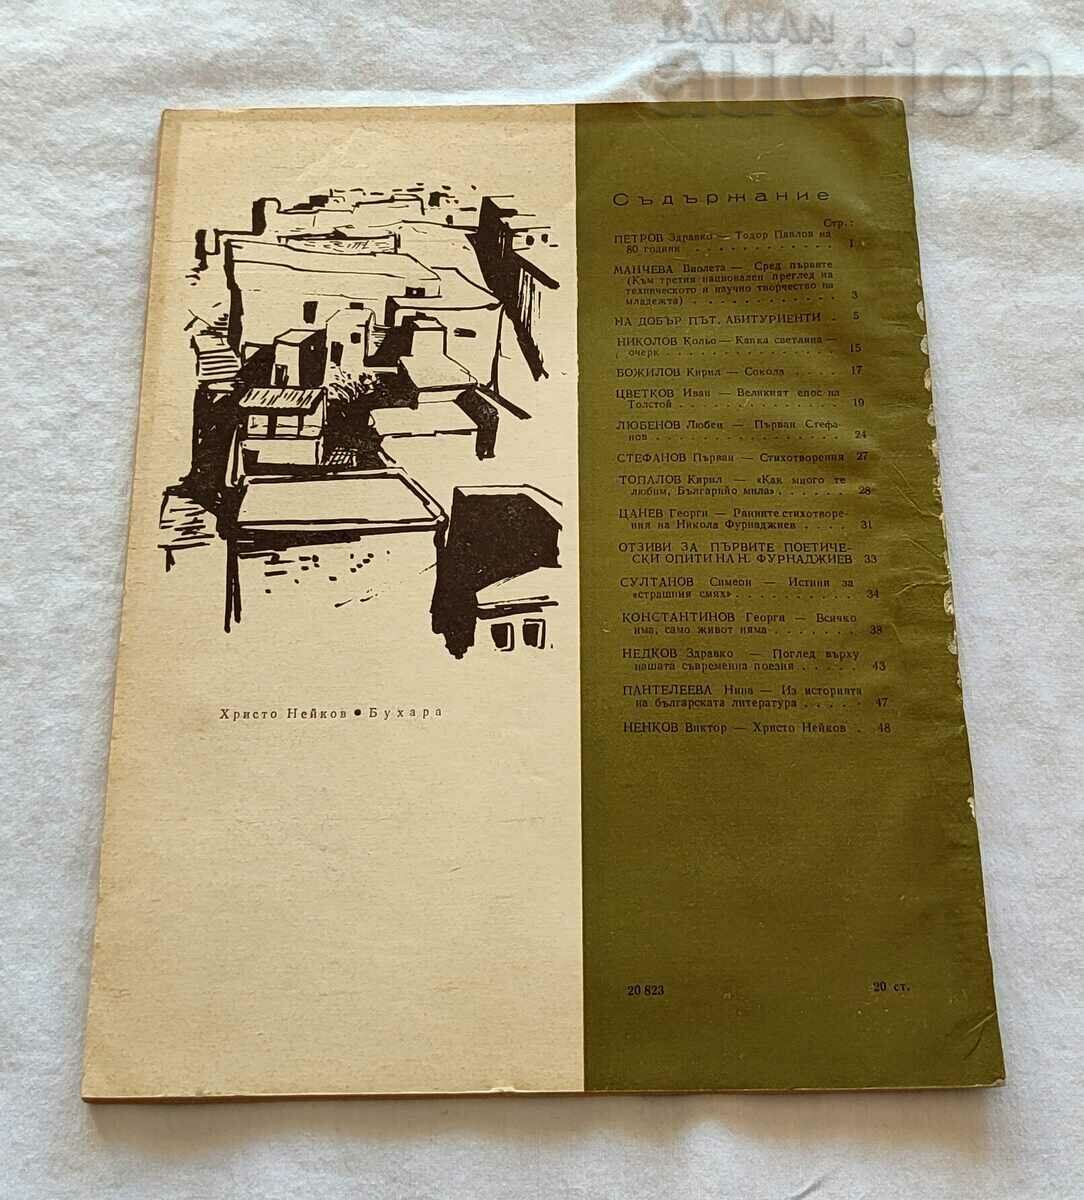 BALKAN
auction
Съдържание
Стр.:
ПЕТРОВ Здравко — Тодор Павлов на
80 години . . . . . . . . . . . . 1
МАНЧЕВА Виолета — Сред първите
(Към третия национален преглед на
техническото и научно творчество на
младежта) . . . . . . . . . . . . 3
НА ДОБЪР ПЪТ, АБИТУРИЕНТИ . 5
НИКОЛОВ Кольо — Капка светлина —
очерк . . . . . . . . . . . . . . 15
БОЖИЛОВ Кирил — Сокола . . . . 17
ЦВЕТКОВ Иван — Великият епос на
Толстой . . . . . . . . . . . . . 19
ЛЮБЕНОВ Любен — Първан Стефа-
нов . . . . . . . . . . . . . . . 24
СТЕФАНОВ Първан — Стихотворения 27
ТОПАЛОВ Кирил — «Как много те
любим, Българийо мила» . . . . . . 28
ЦАНЕВ Георги — Ранните стихотворе-
ния на Никола Фурнаджиев . . . . 31
ОТЗИВИ ЗА ПЪРВИТЕ ПОЕТИЧЕ-
СКИ ОПИТИ НА Н. ФУРНАДЖИЕВ 33
СУЛТАНОВ Симеон — Истини за
«страшния смях» . . . . . . . . . 34
КОНСТАНТИНОВ Георги — Всичко
има, само живот няма . . . . . . . 38
НЕДКОВ Здравко — Поглед върху
нашата съвременна поезия . . . . . 43
ПАНТЕЛЕЕВА Нина — Из историята
на българската литература . . . . . 47
НЕНКОВ Виктор — Христо Нейков . 48
Христо Нейков • Бухара
20 823
20 ст.